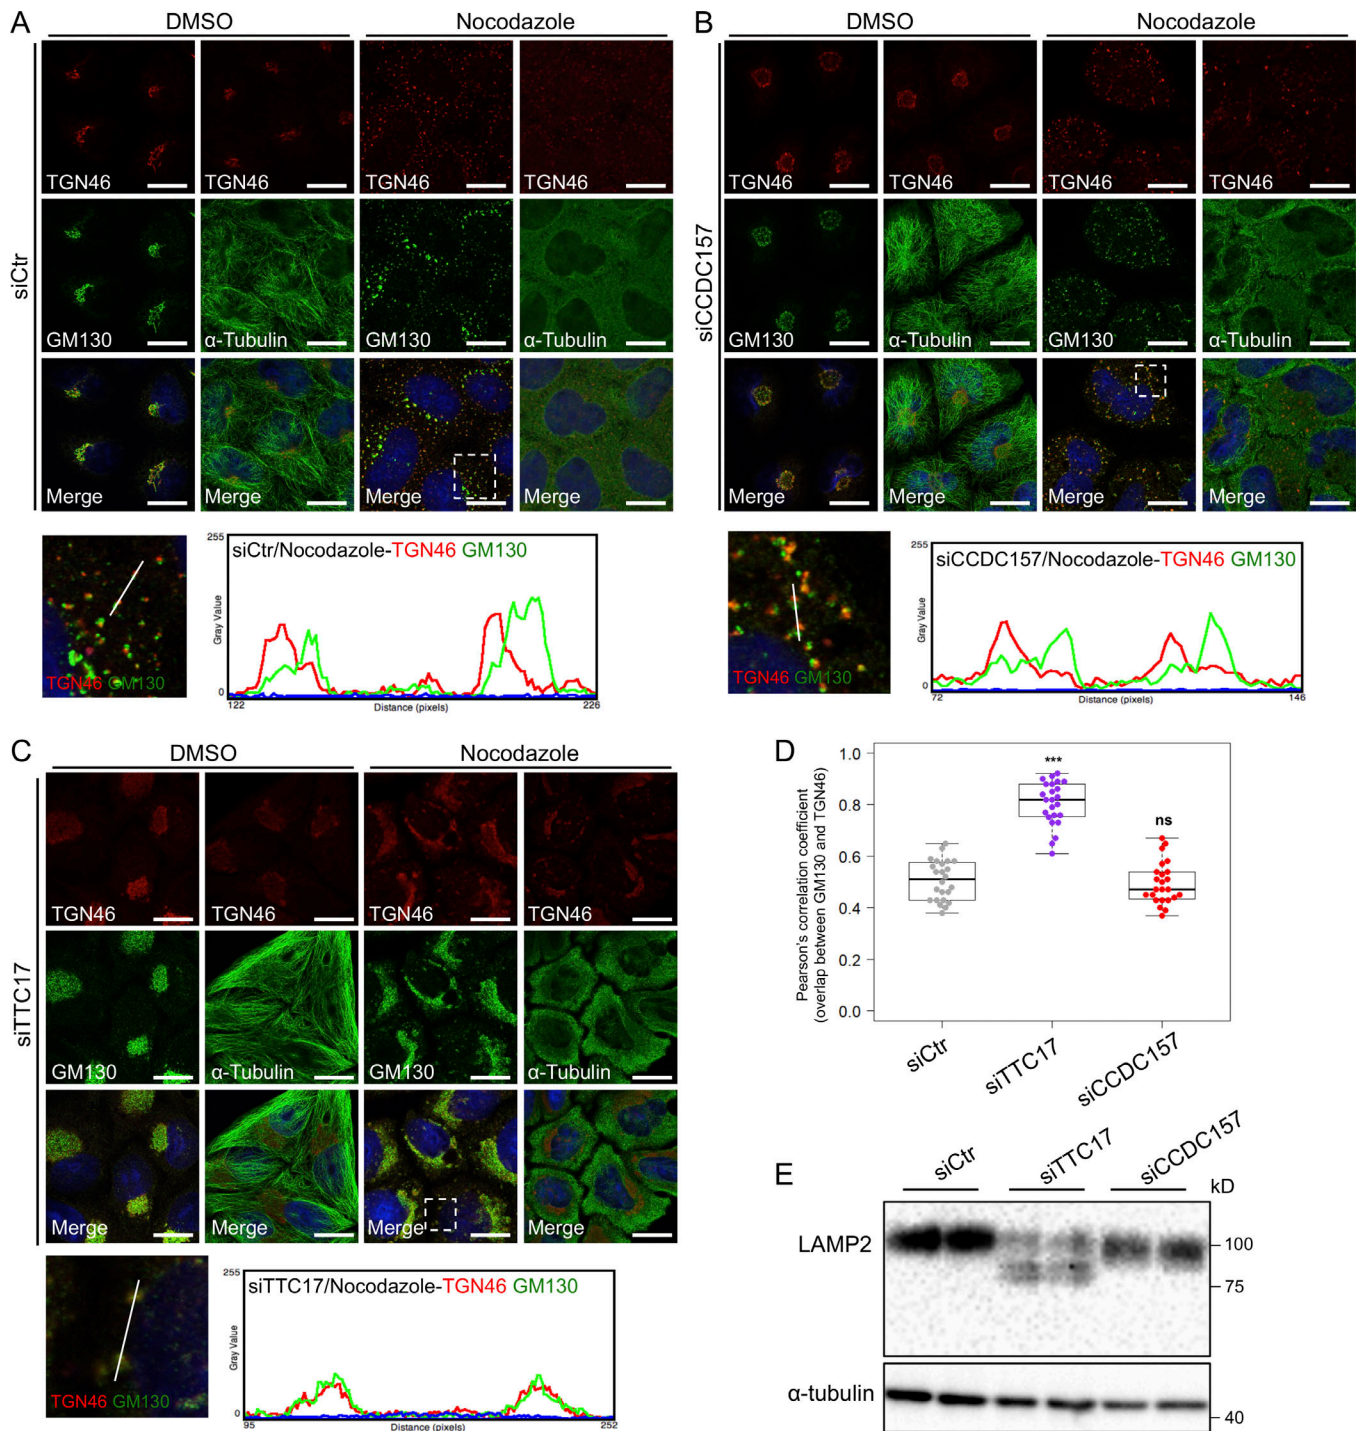 A
DMSO
Nocodazole
siCtr
TGN46
TGN46
TGN46
TGN46
GM130
α-Tubulin
GM130
α-Tubulin
Merge
Merge
Merge
Merge
TGN46 GM130
siCtr/Nocodazole-TGN46 GM130
255
Gray Value
0
122
Distance (pixels)
226
B
DMSO
Nocodazole
siCCDC157
TGN46
TGN46
TGN46
TGN46
GM130
α-Tubulin
GM130
α-Tubulin
Merge
Merge
Merge
Merge
TGN46 GM130
siCCDC157/Nocodazole-TGN46 GM130
255
Gray Value
0
72
Distance (pixels)
146
C
DMSO
Nocodazole
siTTC17
TGN46
TGN46
TGN46
TGN46
GM130
α-Tubulin
GM130
α-Tubulin
Merge
Merge
Merge
Merge
TGN46 GM130
siTTC17/Nocodazole-TGN46 GM130
255
Gray Value
0
95
Distance (pixels)
252
D
Pearson's correlation coefficient
(overlap between GM130 and TGN46)
1.0
0.8
0.6
0.4
0.2
0.0
***
ns
siCtr
siTTC17
siCCDC157
E
siCtr
siTTC17
siCCDC157
kD
LAMP2
100
75
α-tubulin
40